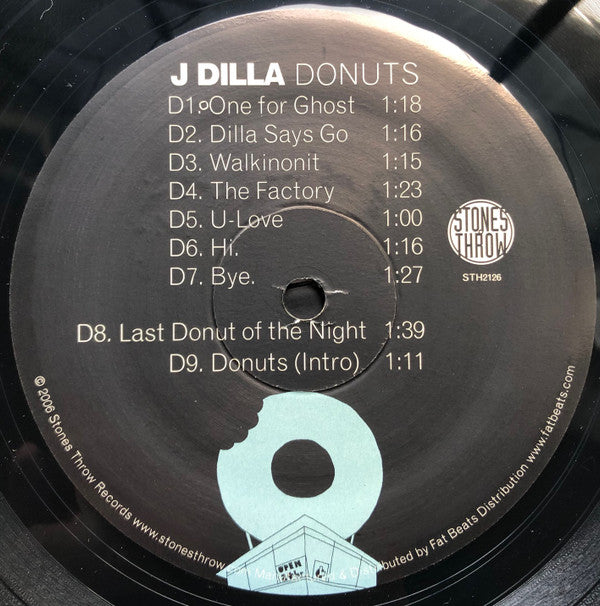 J DILLA DONUTS
D1. One for Ghost 1:18
D2. Dilla Says Go 1:16
D3. Walkinonit 1:15
D4. The Factory 1:23
D5. U-Love 1:00
D6. Hi. 1:16
D7. Bye. 1:27
D8. Last Donut of the Night 1:39
D9. Donuts (Intro) 1:11
STONES
THROW
STH2126
OPEN
© 2006 Stones Throw Records www.stonesthrow.com & Distributed by Fat Beats Distribution www.fatbeats.com